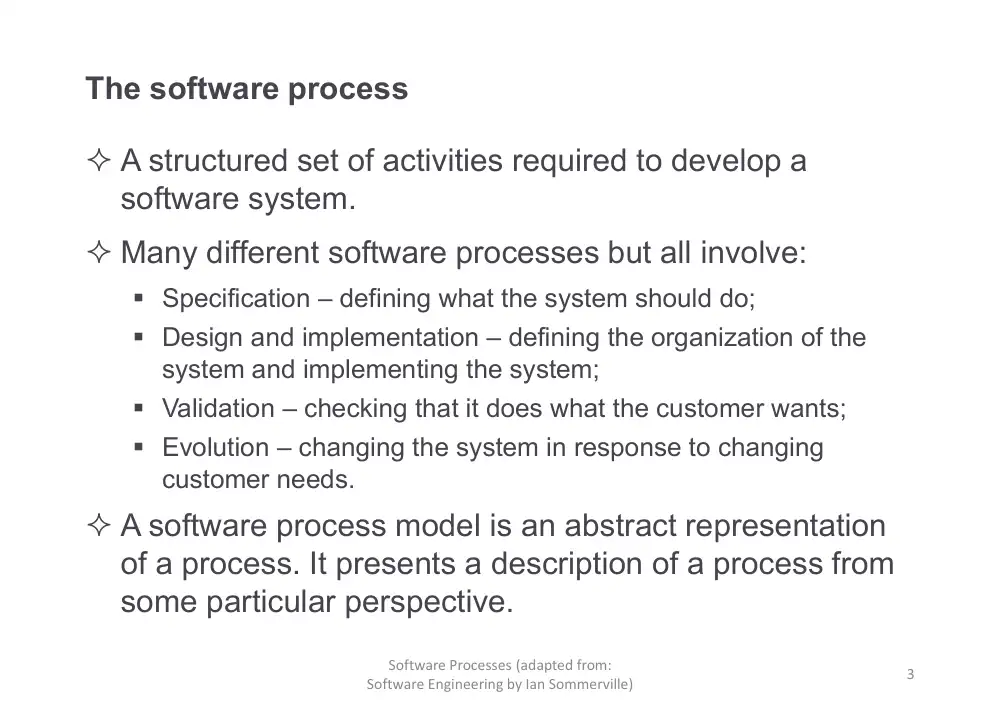 The software process
✧ A structured set of activities required to develop a
software system.
✧ Many different software processes but all involve:
▪ Specification – defining what the system should do;
▪ Design and implementation – defining the organization of the
system and implementing the system;
▪ Validation – checking that it does what the customer wants;
▪ Evolution – changing the system in response to changing
customer needs.
✧ A software process model is an abstract representation
of a process. It presents a description of a process from
some particular perspective.
Software Processes (adapted from:
Software Engineering by Ian Sommerville)
3